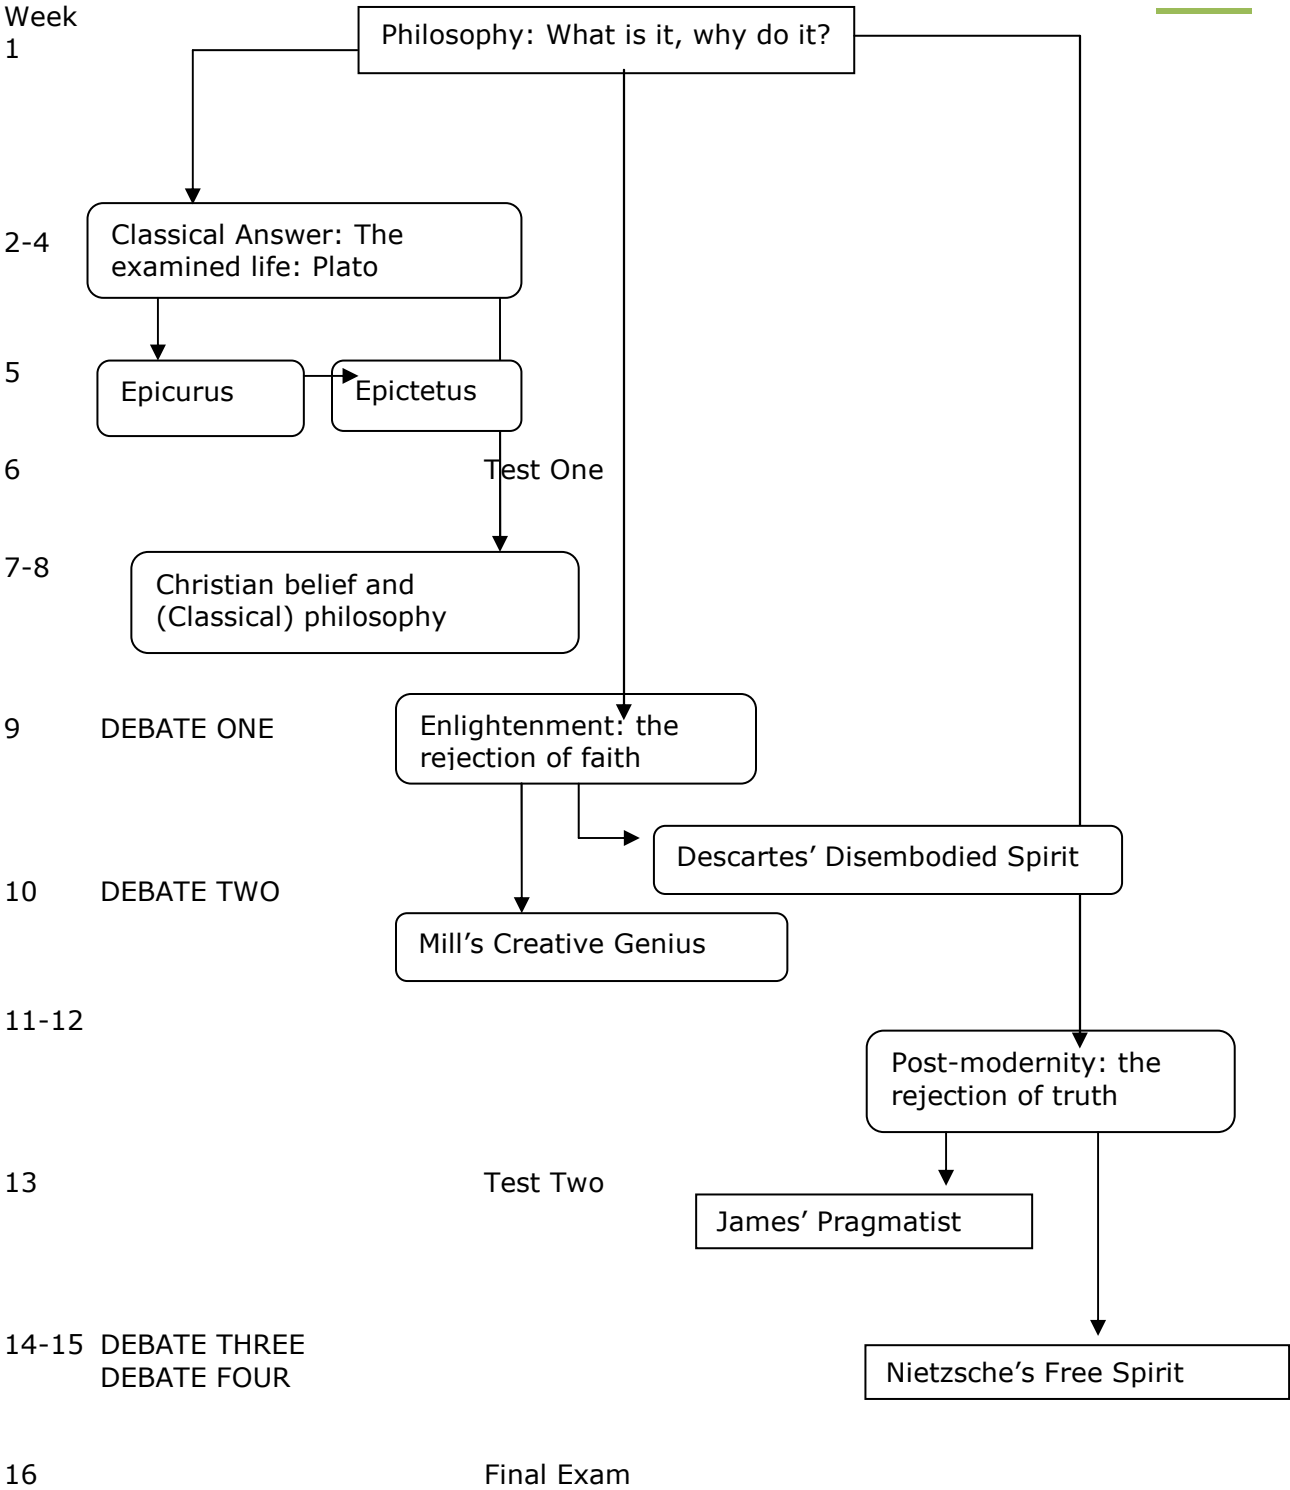 Week
1
Philosophy: What is it, why do it?
2-4
Classical Answer: The
examined life: Plato
5
Epicurus
Epictetus
6
Test One
7-8
Christian belief and
(Classical) philosophy
9
DEBATE ONE
Enlightenment: the
rejection of faith
Descartes’ Disembodied Spirit
10
DEBATE TWO
Mill’s Creative Genius
11-12
Post-modernity: the
rejection of truth
13
Test Two
James’ Pragmatist
14-15 DEBATE THREE
DEBATE FOUR
Nietzsche’s Free Spirit
16
Final Exam